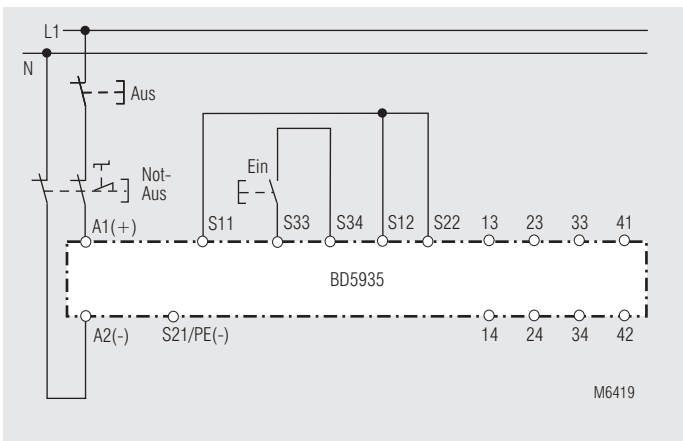 L1
N
Aus
Not-
Aus
Ein
A1(+) S11 S33 S34 S12 S22 13 23 33 41
BD5935
A2(-) S21/PE(-) 14 24 34 42
M6419